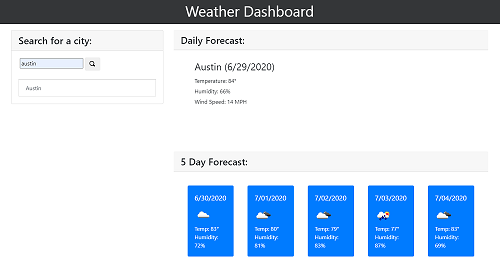 Weather Dashboard
Search for a city:
austin
Austin
Daily Forecast:
Austin (6/29/2020)
Temperature: 84°
Humidity: 66%
Wind Speed: 14 MPH
5 Day Forecast:
6/30/2020
Temp: 83°
Humidity:
72%
7/01/2020
Temp: 80°
Humidity:
81%
7/02/2020
Temp: 79°
Humidity:
83%
7/03/2020
Temp: 77°
Humidity:
87%
7/04/2020
Temp: 83°
Humidity:
69%